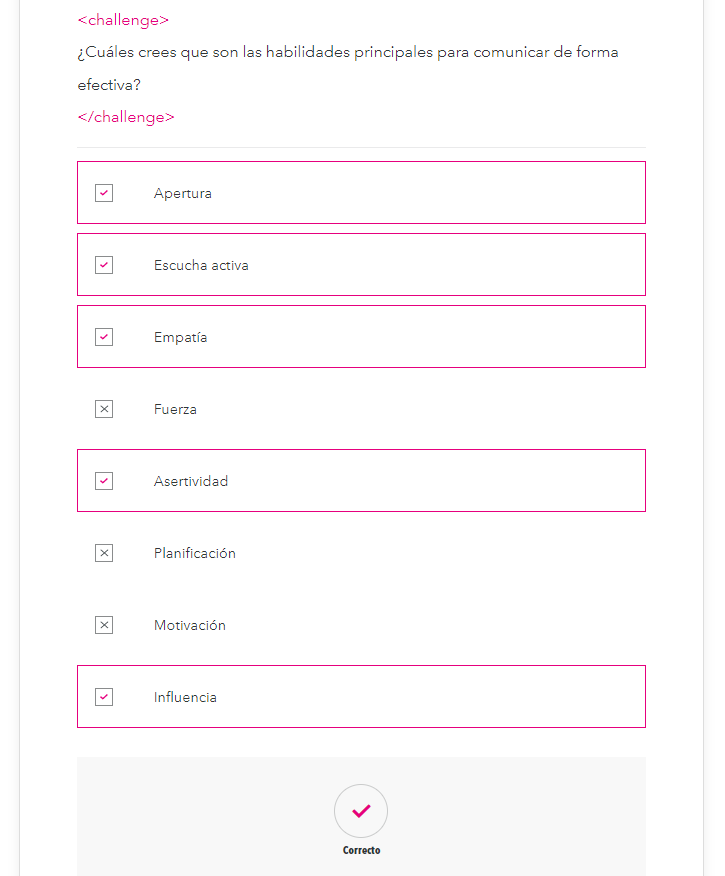 <challenge>
¿Cuáles crees que son las habilidades principales para comunicar de forma
efectiva?
</challenge>
Apertura
Escucha activa
Empatía
Fuerza
Asertividad
Planificación
Motivación
Influencia
Correcto